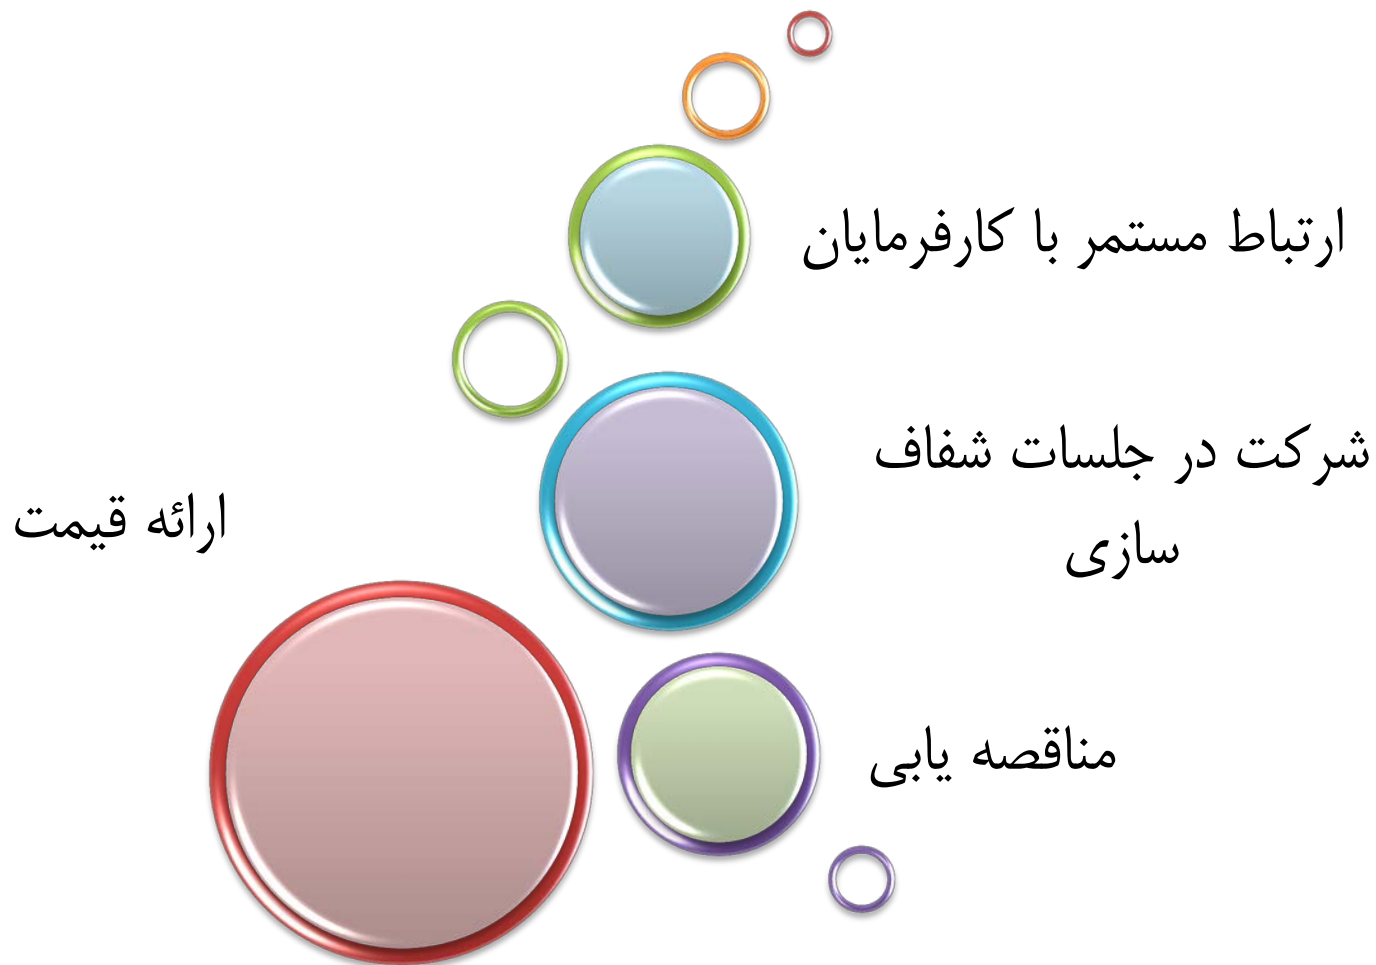 ارتباط مستمر با کارفرمایان
شرکت در جلسات شفاف
سازی
ارائه قیمت
مناقصه یابی